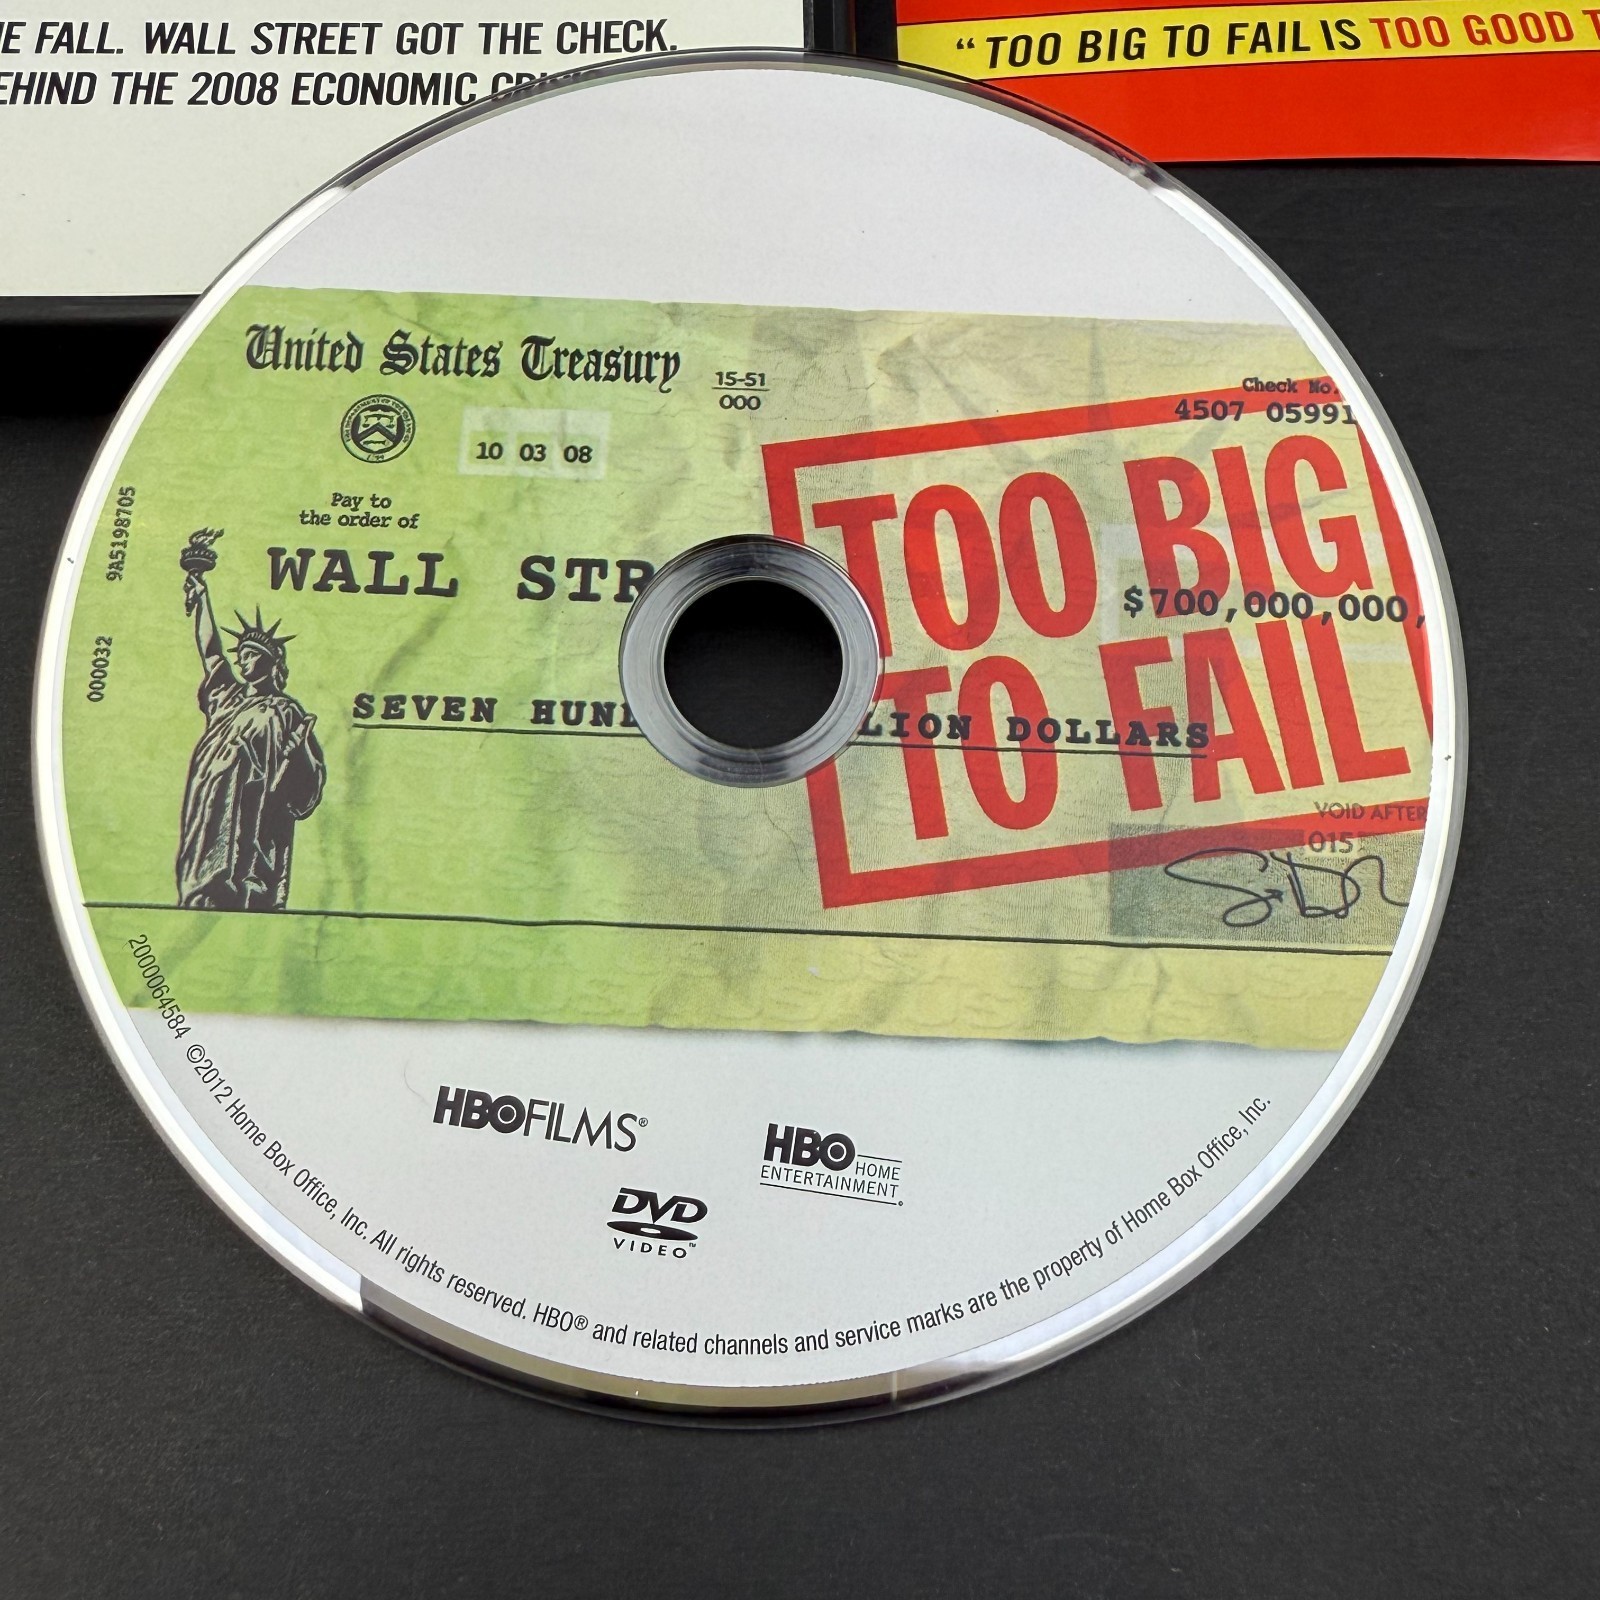 E FALL. WALL STREET GOT THE CHECK.
EHIND THE 2008 ECONOMIC
“TOO BIG TO FAIL IS TOO GOOD T
United States Treasury
15-51
000
Check No.
4507 05991
10 03 08
Pay to
the order of
WALL STR
$700,000,000,
SEVEN HUND LION DOLLARS
TOO BIG
TO FAIL
9A5198705
000032
VOID AFTER
015
HBO FILMS®
HBO HOME
ENTERTAINMENT
DVD
VIDEO™
2000064584 ©2012 Home Box Office, Inc. All rights reserved. HBO® and related channels and service marks are the property of Home Box Office, Inc.